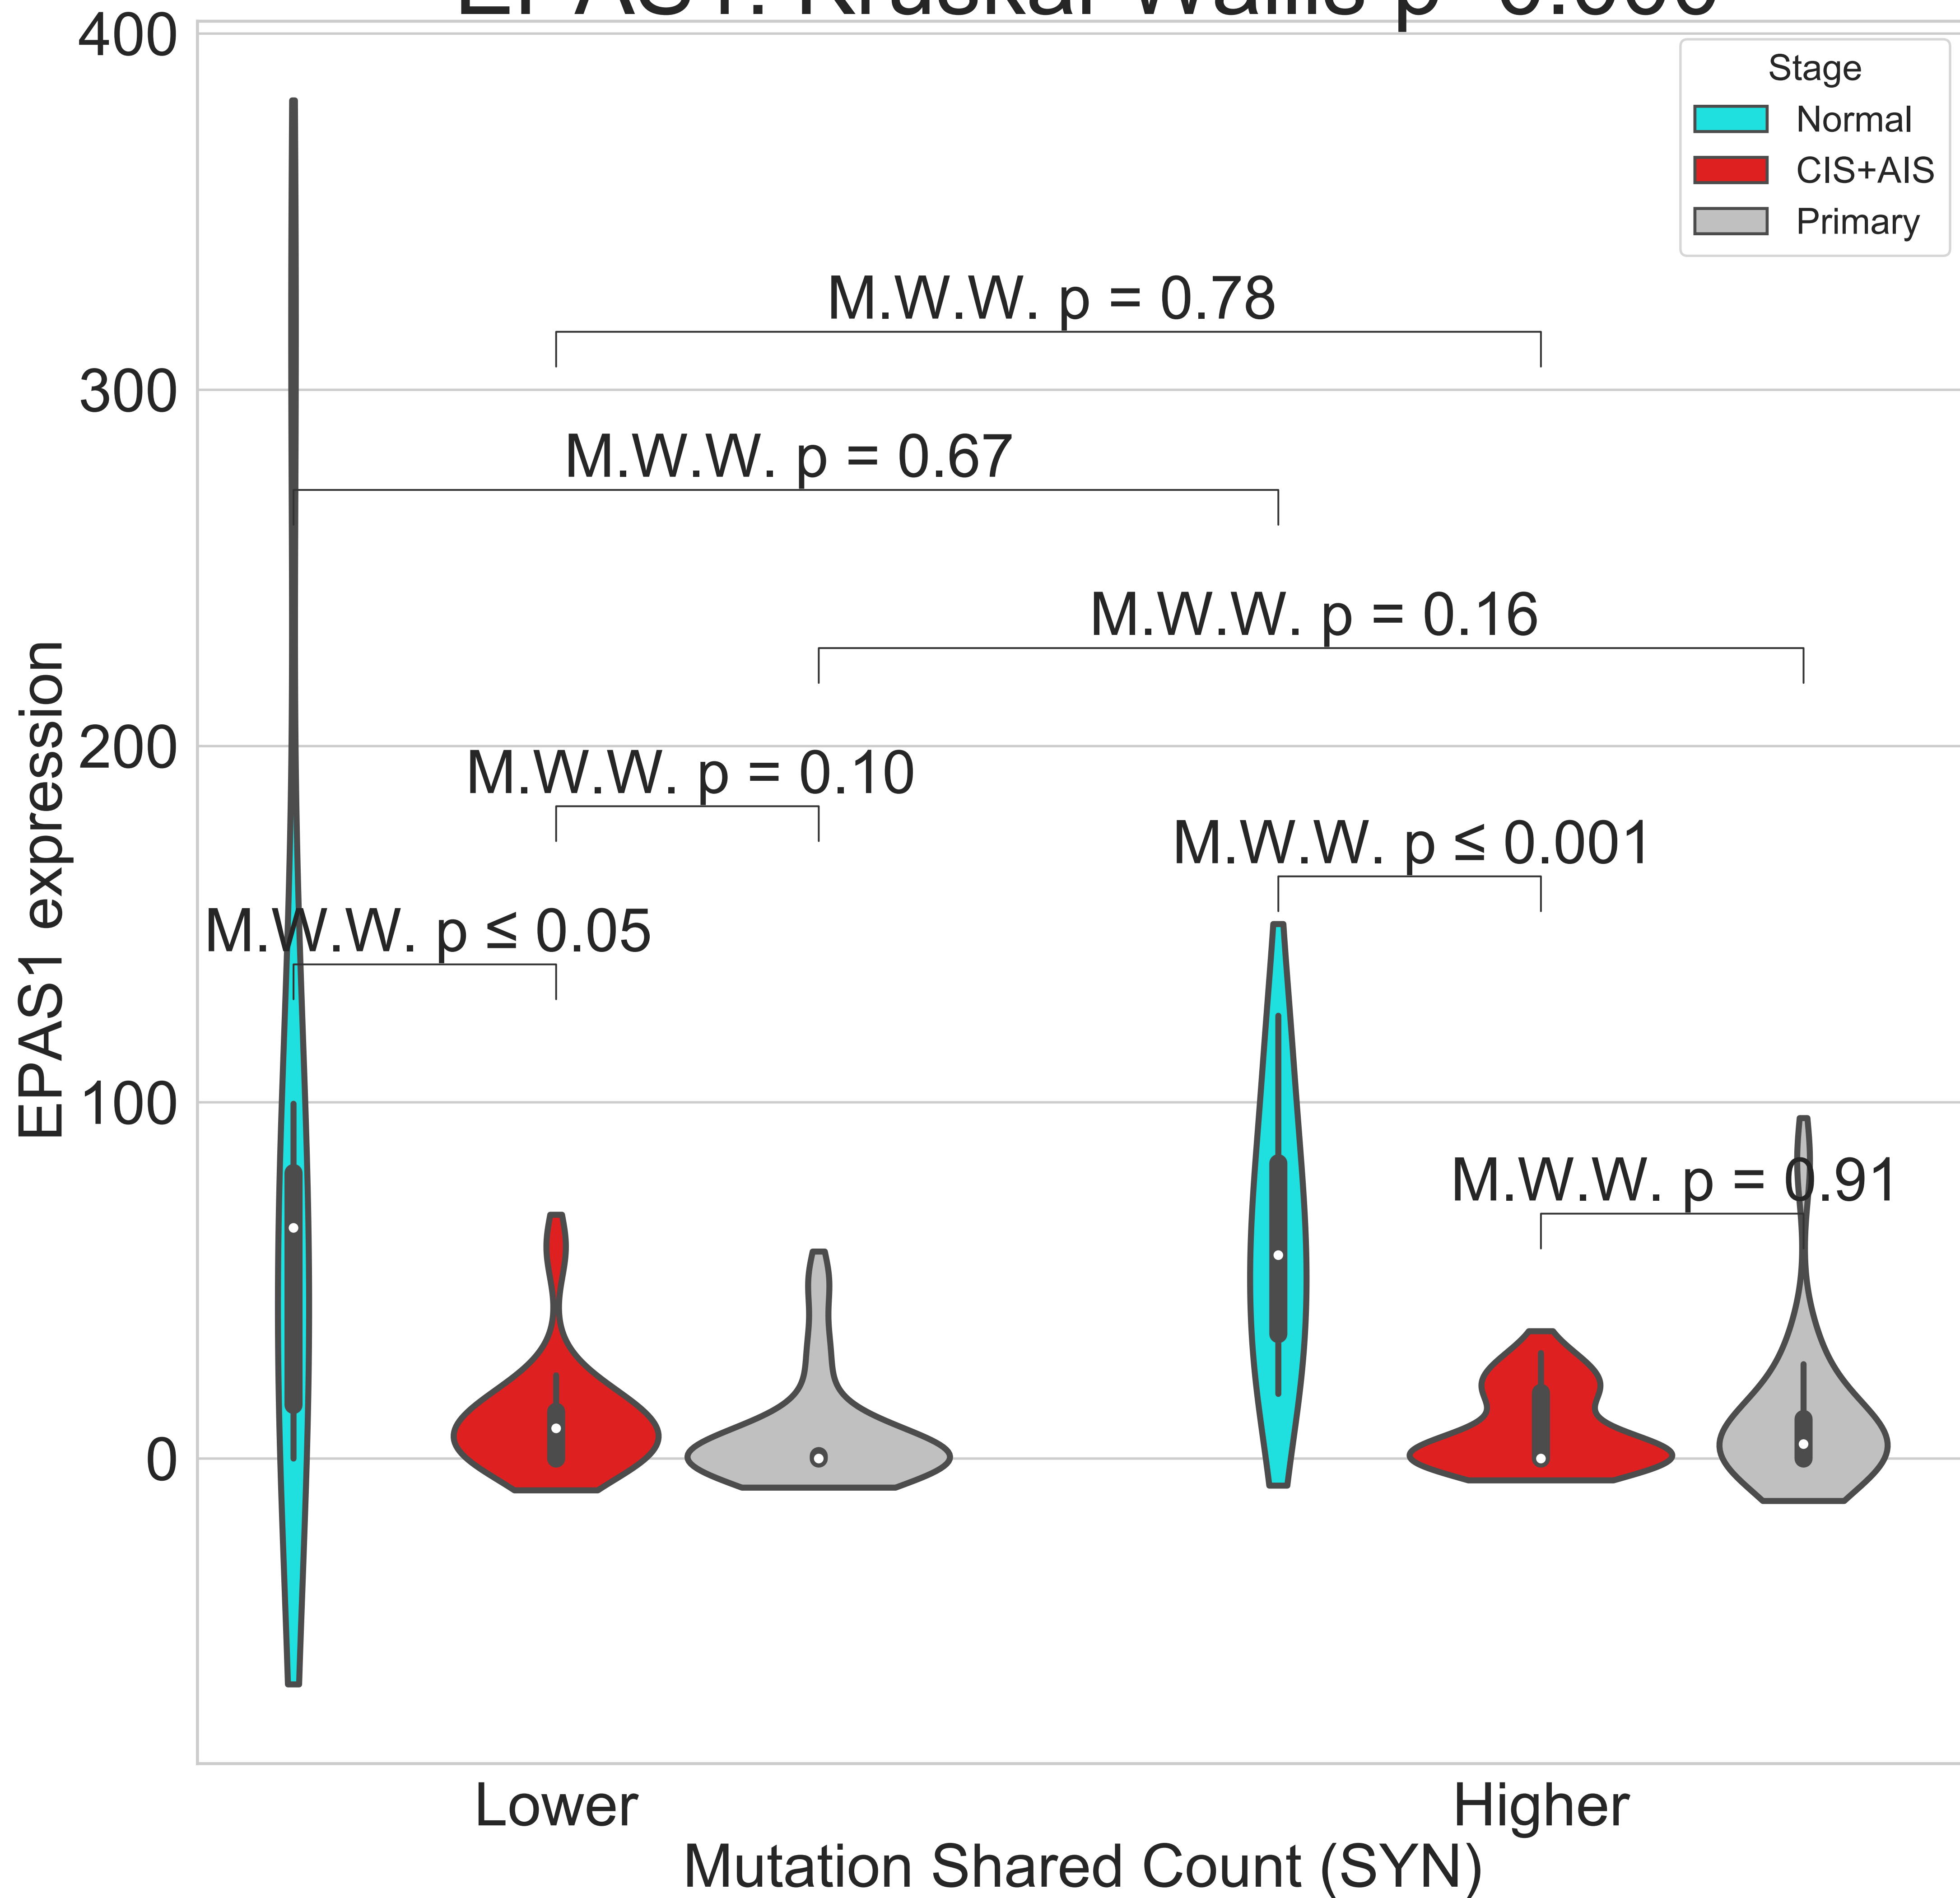 400
Stage
Normal
CIS+AIS
Primary
M.W.W. p = 0.78
300
M.W.W. p = 0.67
M.W.W. p = 0.16
200
M.W.W. p = 0.10
M.W.W. p ≤ 0.001
M.W.W. p ≤ 0.05
EPAS1 expression
100
M.W.W. p = 0.91
0
Lower
Higher
Mutation Shared Count (SYN)